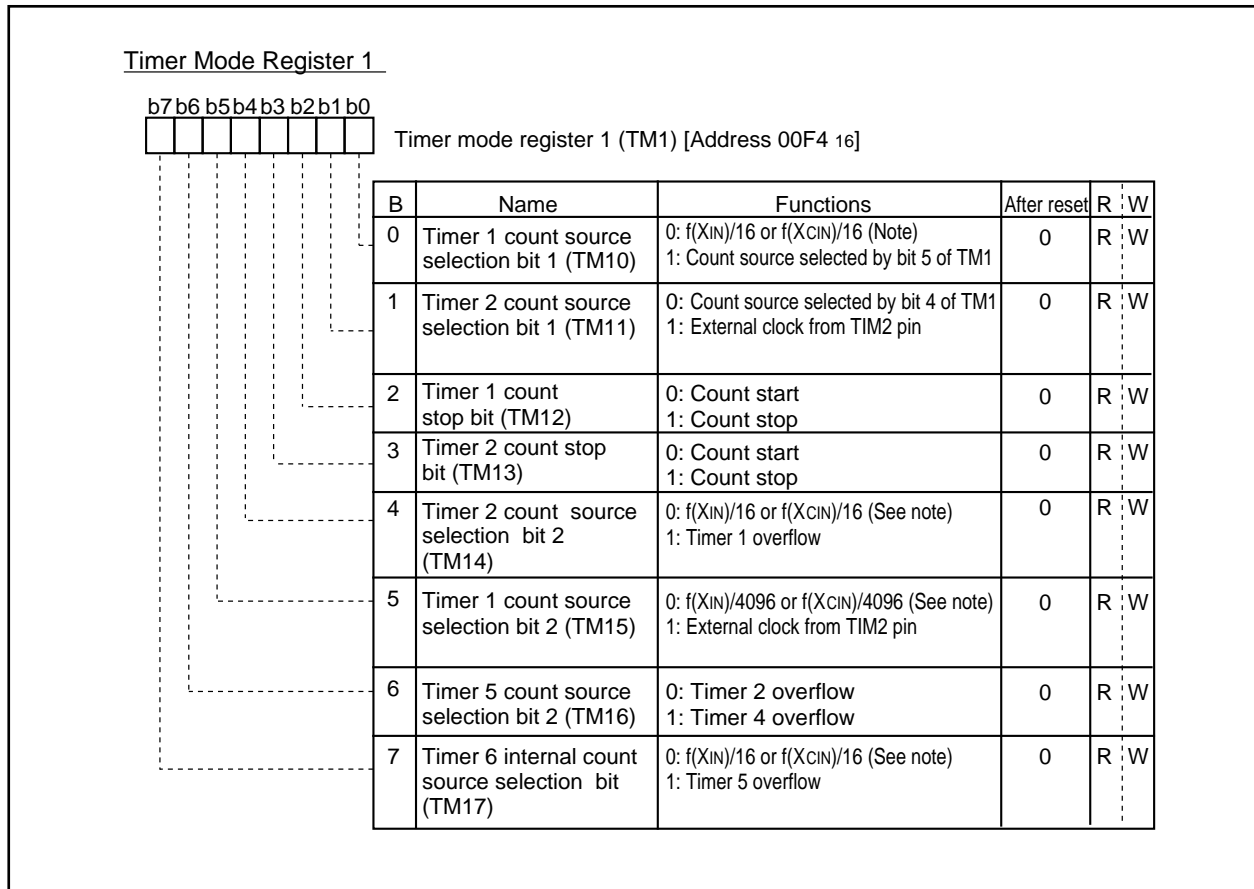 Timer Mode Register 1
b7 b6 b5 b4 b3 b2 b1 b0
Timer mode register 1 (TM1) [Address 00F4 16]
B Name Functions After reset R W
0 Timer 1 count source selection bit 1 (TM10) 0: f(XIN)/16 or f(XCIN)/16 (Note) 0 R W
1: Count source selected by bit 5 of TM1
1 Timer 2 count source selection bit 1 (TM11) 0: Count source selected by bit 4 of TM1 0 R W
1: External clock from TIM2 pin
2 Timer 1 count stop bit (TM12) 0: Count start 0 R W
1: Count stop
3 Timer 2 count stop bit (TM13) 0: Count start 0 R W
1: Count stop
4 Timer 2 count source selection bit 2 (TM14) 0: f(XIN)/16 or f(XCIN)/16 (See note) 0 R W
1: Timer 1 overflow
5 Timer 1 count source selection bit 2 (TM15) 0: f(XIN)/4096 or f(XCIN)/4096 (See note) 0 R W
1: External clock from TIM2 pin
6 Timer 5 count source selection bit 2 (TM16) 0: Timer 2 overflow 0 R W
1: Timer 4 overflow
7 Timer 6 internal count source selection bit (TM17) 0: f(XIN)/16 or f(XCIN)/16 (See note) 0 R W
1: Timer 5 overflow